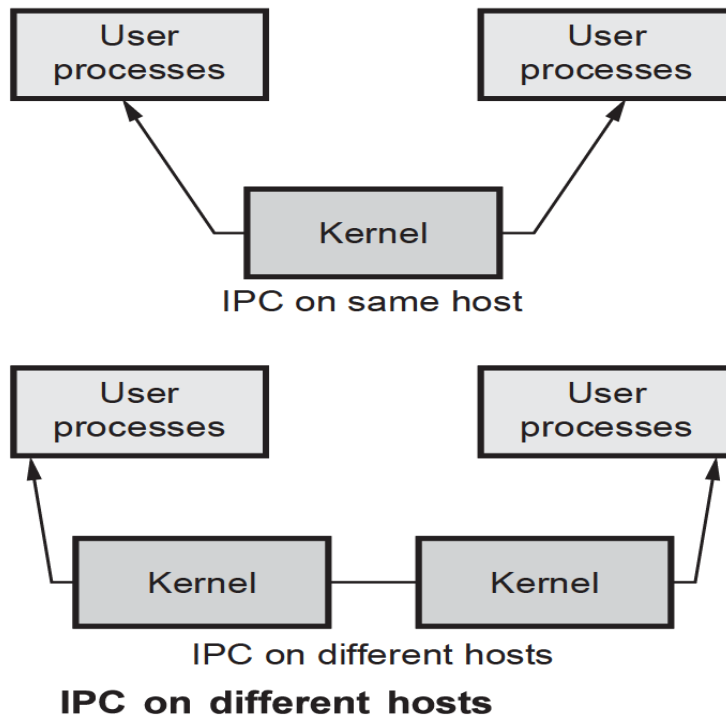 User
processes
User
processes
Kernel
IPC on same host
User
processes
User
processes
Kernel
Kernel
IPC on different hosts
IPC on different hosts